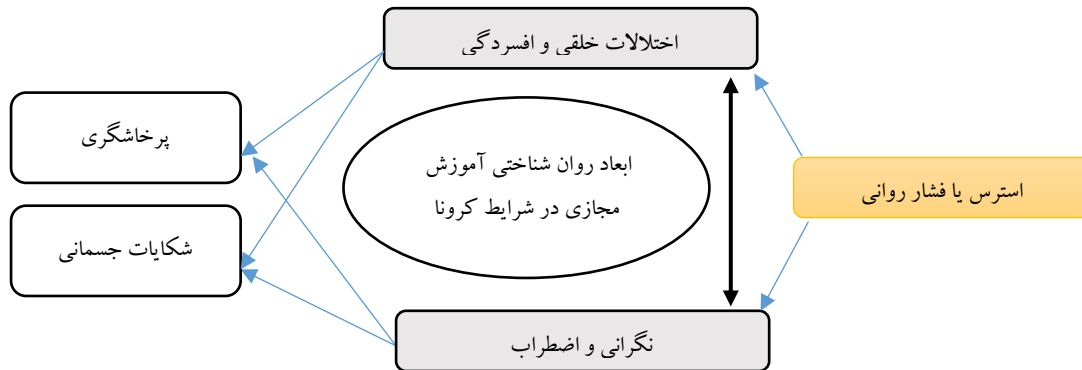 اختلالات خلقی و افسردگی
پرخاشگری
ابعاد روان شناختی آموزش
مجازی در شرایط کرونا
استرس یا فشار روانی
شکایات جسمانی
نگرانی و اضطراب